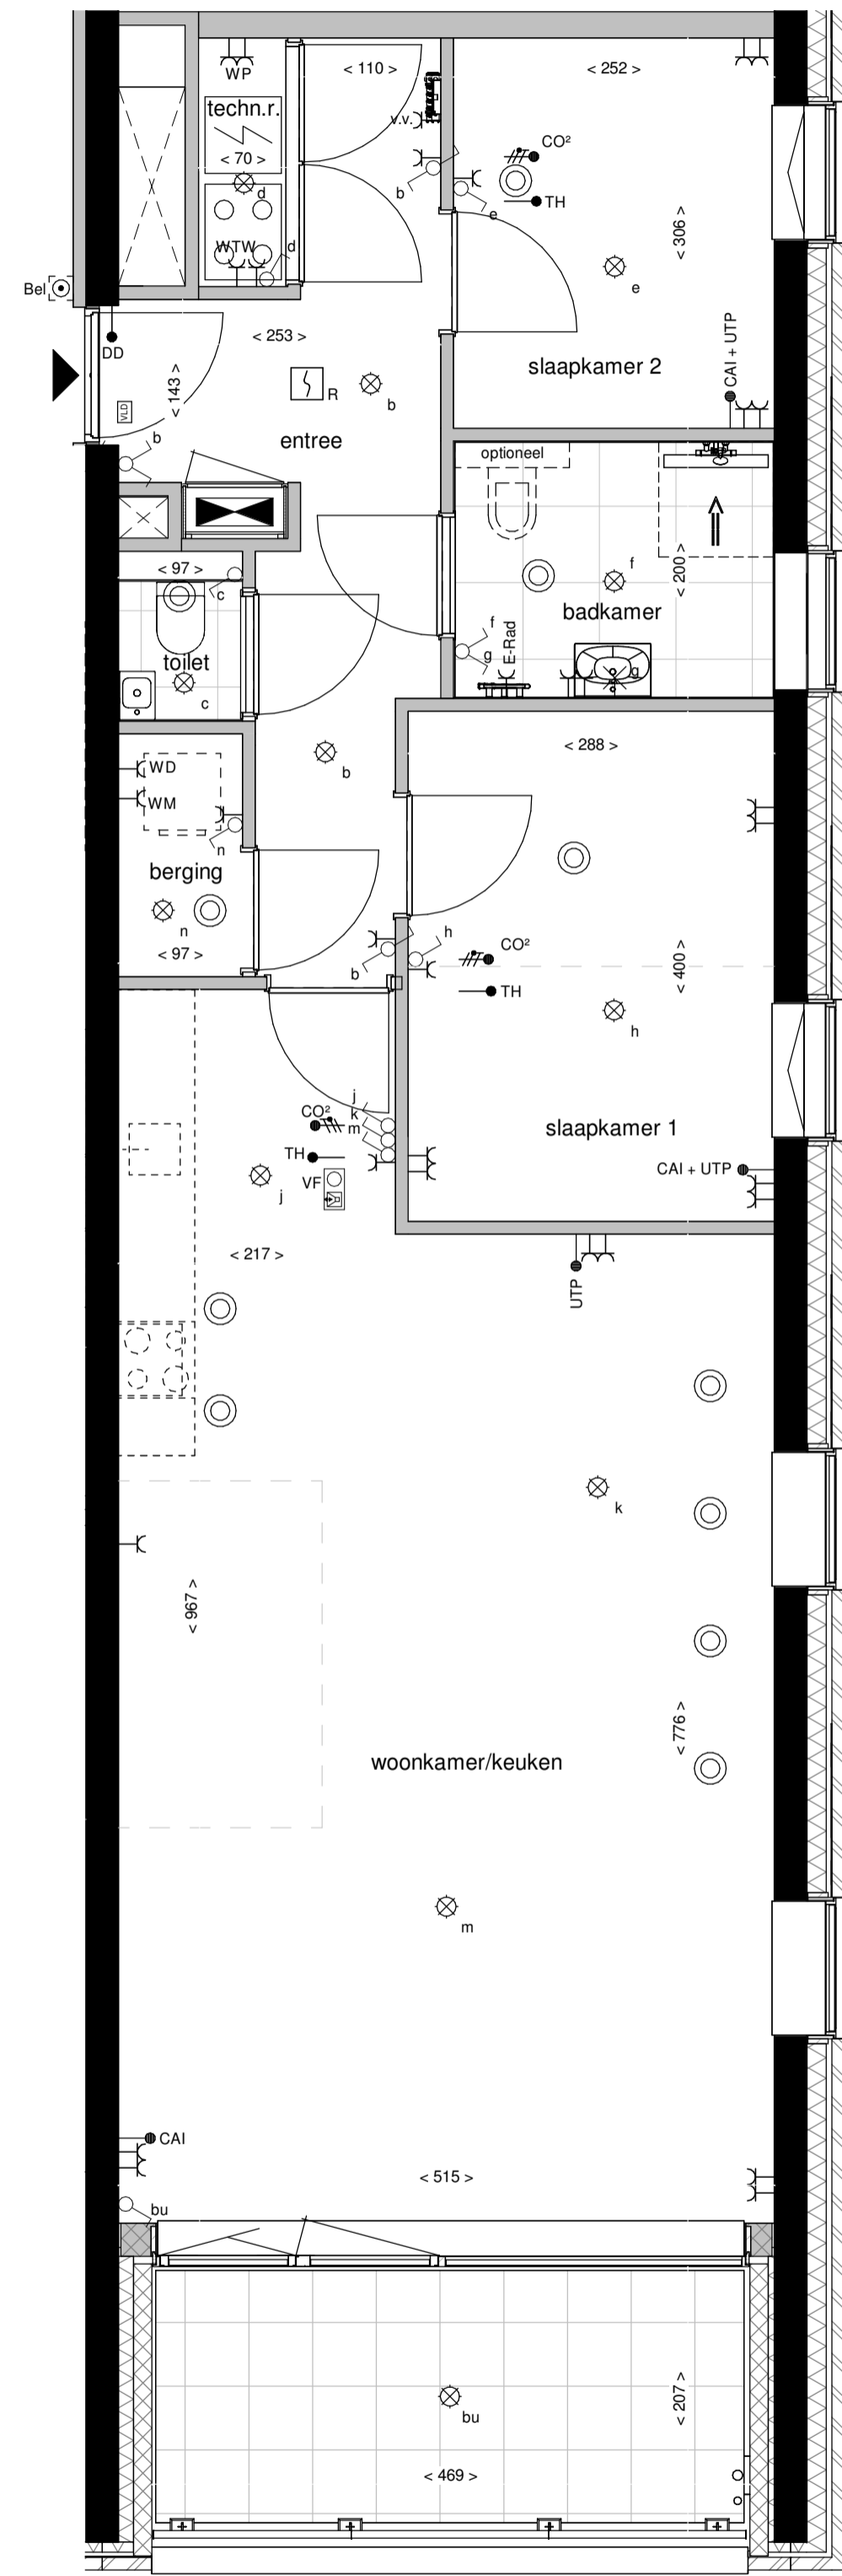 WP
< 110 >
< 252 >
techn.r.
v.v.
CO²
< 70 >
d
b
TH
e
< 306 >
WTW
d
e
Bel
< 253 >
DD
CAI + UTP
slaapkamer 2
< 143 >
R
b
VLD
b
entree
optioneel
< 97 >
f
< 200 >
c
badkamer
f
toilet
g
E-Rad
g
c
< 288 >
WD
b
WM
n
berging
n
h
CO²
< 97 >
b
< 400 >
TH
h
j
CO²
k
m
slaapkamer 1
TH
CAI + UTP
VF
j
< 217 >
UTP
k
< 967 >
< 776 >
woonkamer/keuken
m
CAI
< 515 >
bu
< 207 >
bu
< 469 >